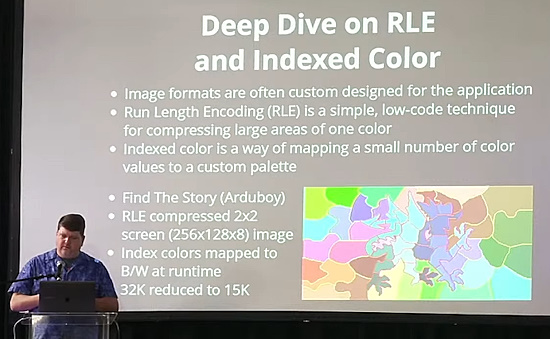 Deep Dive on RLE
and Indexed Color
• Image formats are often custom designed for the application
• Run Length Encoding (RLE) is a simple, low-code technique
for compressing large areas of one color
• Indexed color is a way of mapping a small number of color
values to a custom palette
• Find The Story (Arduboy)
• RLE compressed 2x2
screen (256x128x8) image
• Index colors mapped to
B/W at runtime
32K reduced to 15K